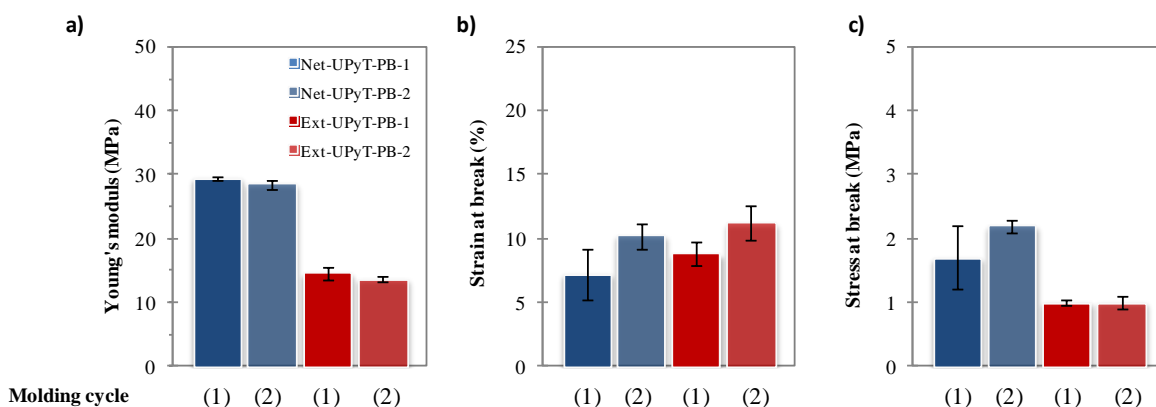 a)
Young's moduls (MPa)
50
40
30
20
10
0
Net-UPyT-PB-1
Net-UPyT-PB-2
Ext-UPyT-PB-1
Ext-UPyT-PB-2
b)
Strain at break (%)
25
20
15
10
5
0
c)
Stress at break (MPa)
5
4
3
2
1
0
Molding cycle (1) (2) (1) (2) (1) (2) (1) (2) (1) (2) (1) (2)